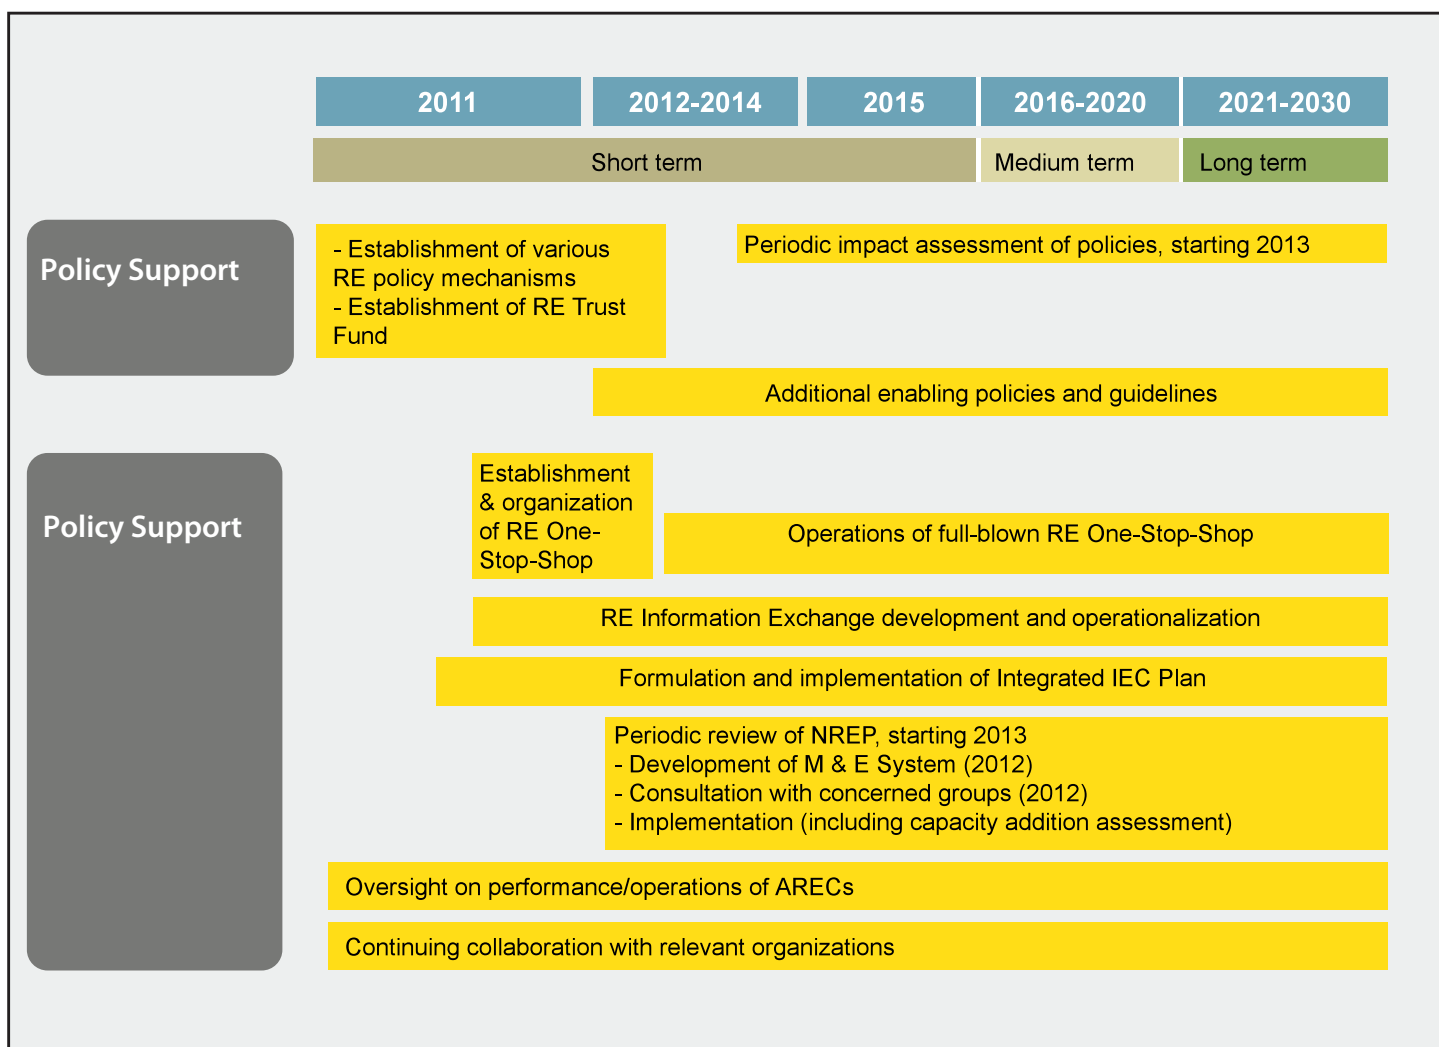 2011
2012-2014
2015
2016-2020
2021-2030
Short term
Medium term
Long term
Policy Support
- Establishment of various
RE policy mechanisms
- Establishment of RE Trust
Fund
Periodic impact assessment of policies, starting 2013
Additional enabling policies and guidelines
Policy Support
Establishment
& organization
of RE One-
Stop-Shop
Operations of full-blown RE One-Stop-Shop
RE Information Exchange development and operationalization
Formulation and implementation of Integrated IEC Plan
Periodic review of NREP, starting 2013
- Development of M & E System (2012)
- Consultation with concerned groups (2012)
- Implementation (including capacity addition assessment)
Oversight on performance/operations of ARECs
Continuing collaboration with relevant organizations